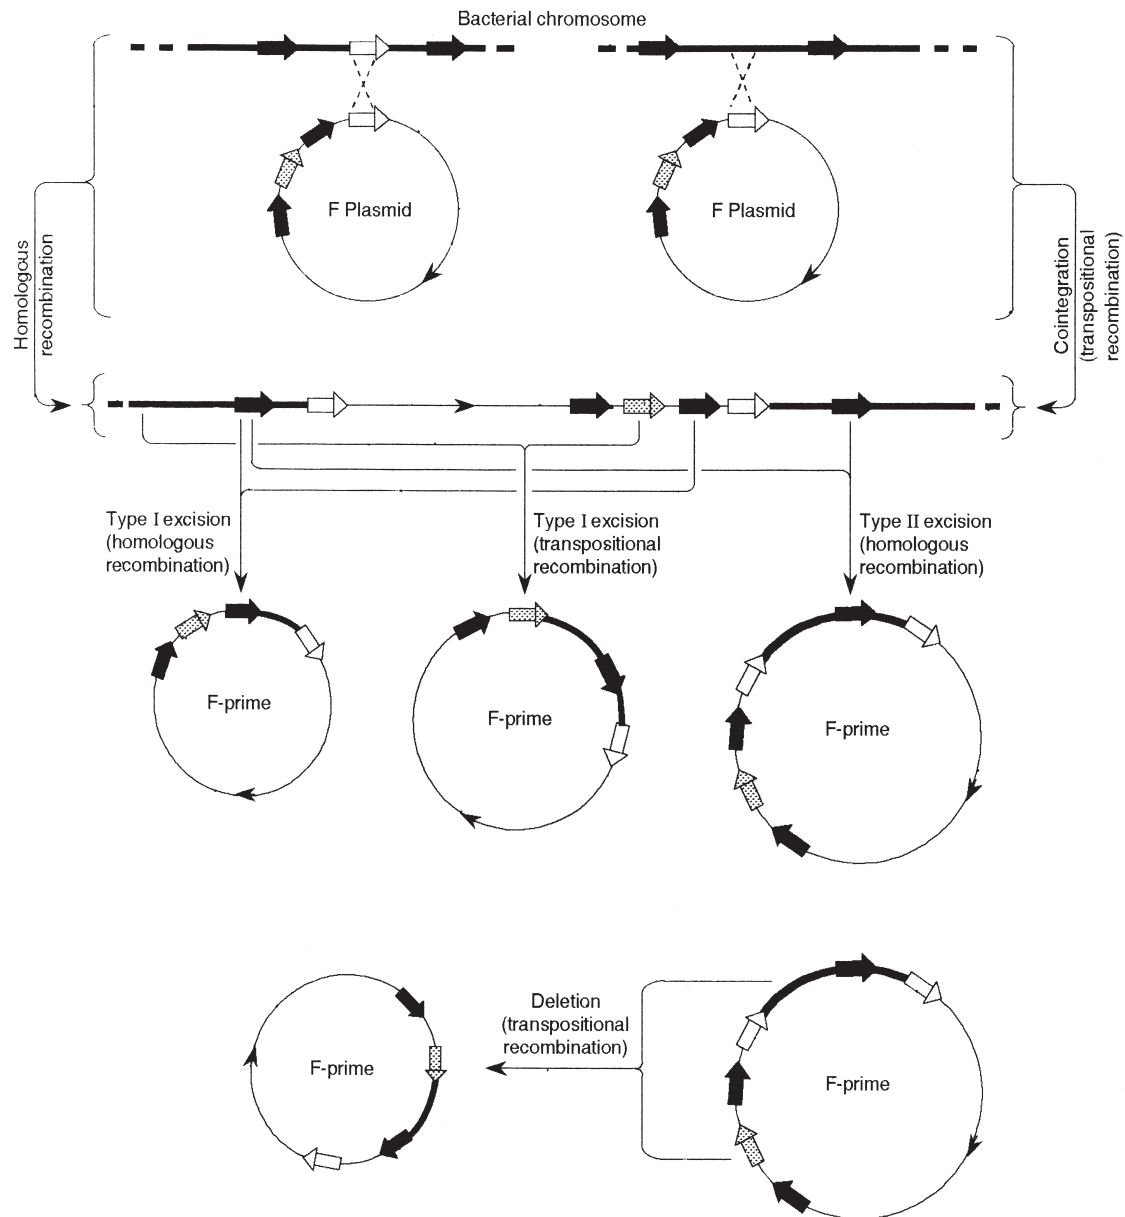 Bacterial chromosome
F Plasmid
F Plasmid
Homologous
recombination
Cointegration
(transpositional
recombination)
Type I excision
(homologous
recombination)
Type I excision
(transpositional
recombination)
Type II excision
(homologous
recombination)
F-prime
F-prime
F-prime
Deletion
(transpositional
recombination)
F-prime
F-prime